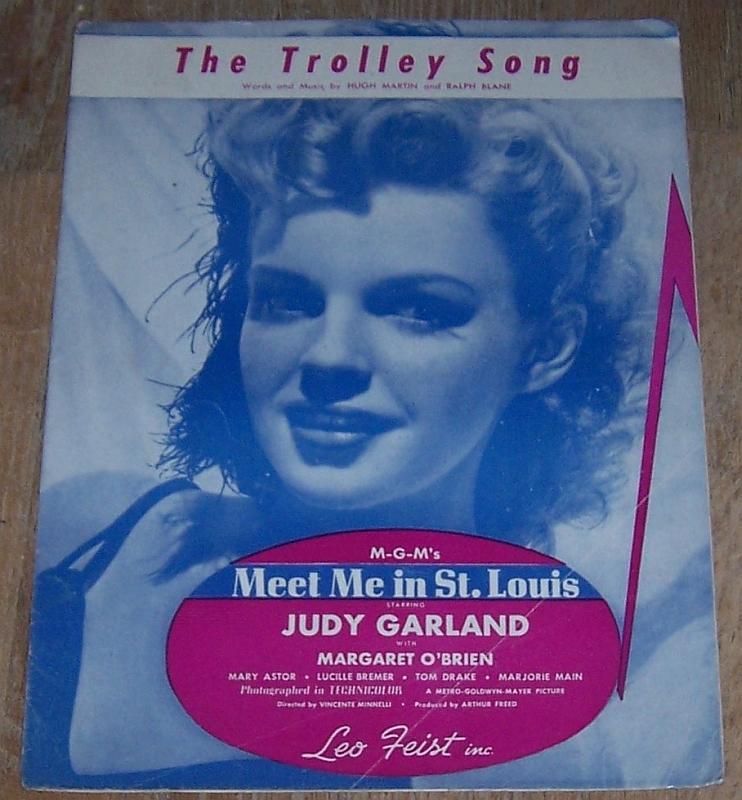 The Trolley Song
Words and Music by HUGH MARTIN and RALPH BLANE
M-G-M's
Meet Me in St. Louis
STARRING
JUDY GARLAND
WITH
MARGARET O'BRIEN
MARY ASTOR • LUCILLE BREMER • TOM DRAKE • MARJORIE MAIN
Photographed in TECHNICOLOR A METRO-GOLDWYN-MAYER PICTURE
Directed by VINCENTE MINNELLI • Produced by ARTHUR FREED
Leo Feist inc.